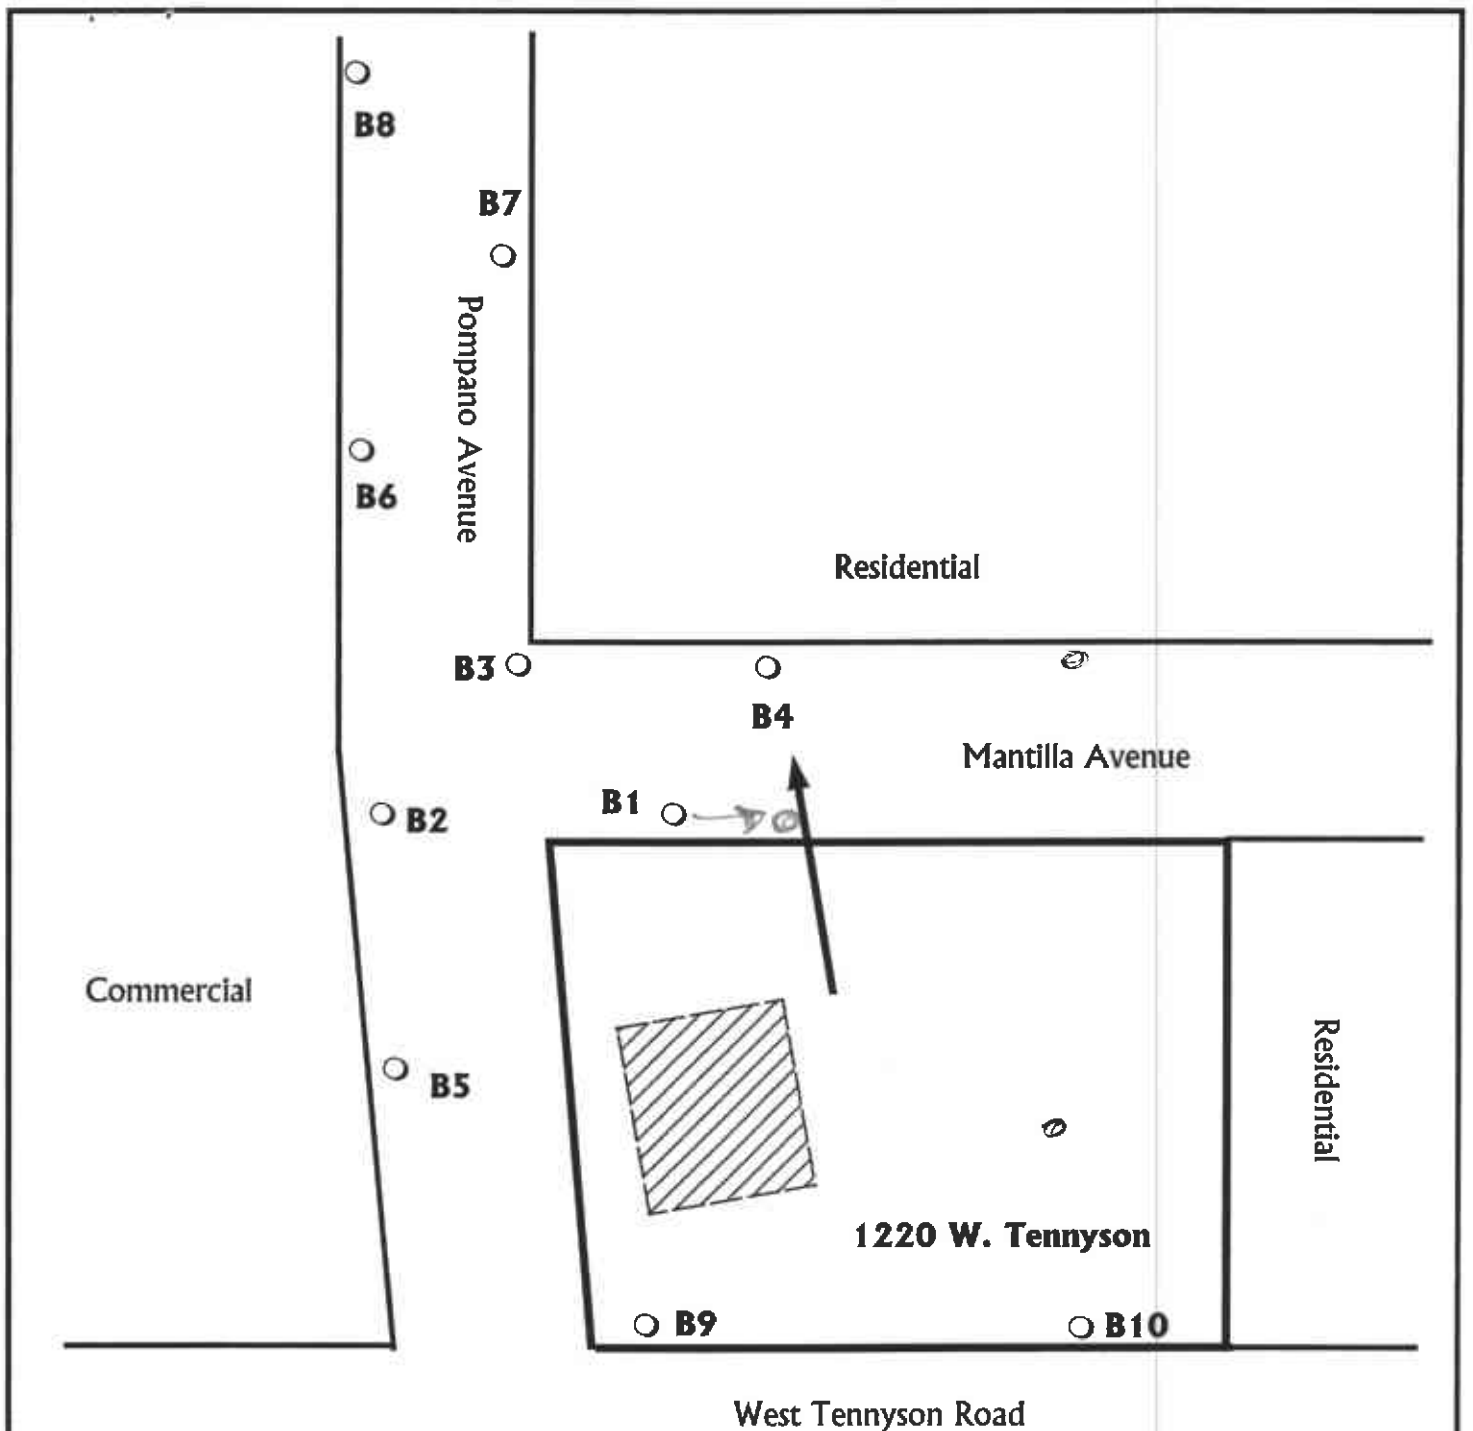 B8
B7
Pompano Avenue
B6
Residential
B3
B4
Mantilla Avenue
B1
B2
Commercial
Residential
B5
1220 W. Tennyson
B9
B10
West Tennyson Road